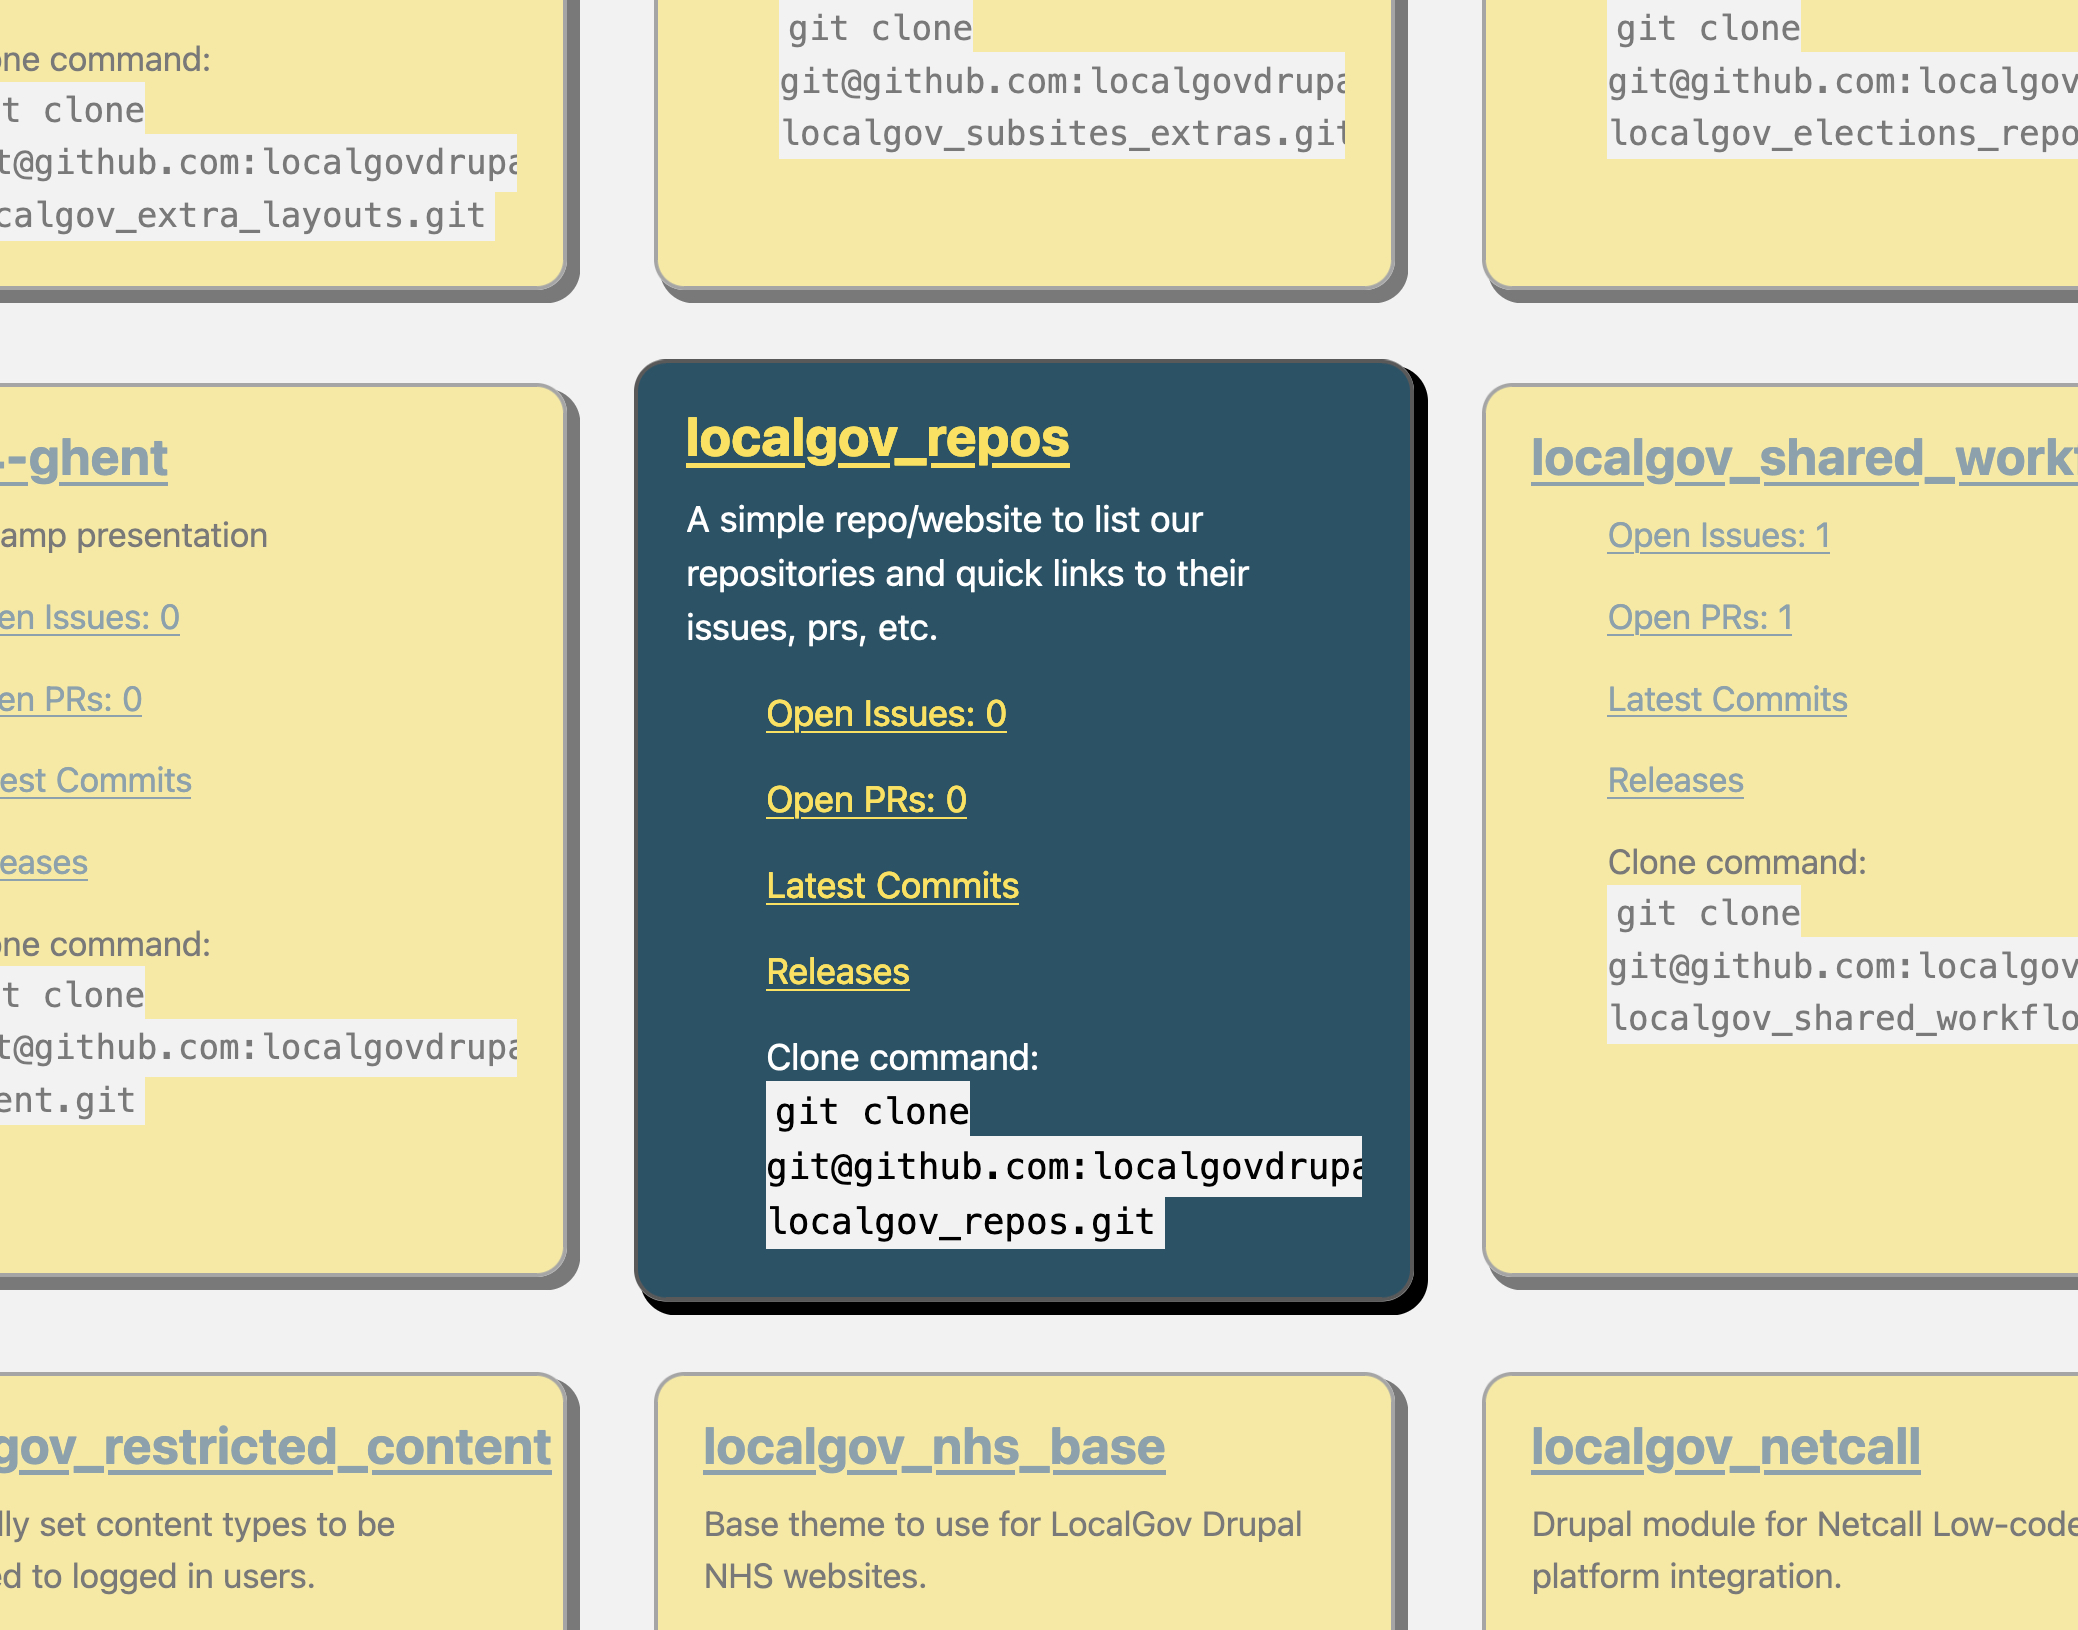 one command:
t clone
t@github.com:localgovdrupa
calgov_extra_layouts.git
git clone
git@github.com:localgovdrupa
localgov_subsites_extras.git
git clone
git@github.com:localgov
localgov_elections_repo
-ghent
amp presentation
en Issues: 0
en PRs: 0
est Commits
eases
one command:
t clone
t@github.com:localgovdrupa
ent.git
localgov_repos
A simple repo/website to list our
repositories and quick links to their
issues, prs, etc.
Open Issues: 0
Open PRs: 0
Latest Commits
Releases
Clone command:
git clone
git@github.com:localgovdrupa
localgov_repos.git
localgov_shared_workf
Open Issues: 1
Open PRs: 1
Latest Commits
Releases
Clone command:
git clone
git@github.com:localgov
localgov_shared_workflo
gov_restricted_content
lly set content types to be
ed to logged in users.
localgov_nhs_base
Base theme to use for LocalGov Drupal
NHS websites.
localgov_netcall
Drupal module for Netcall Low-code
platform integration.